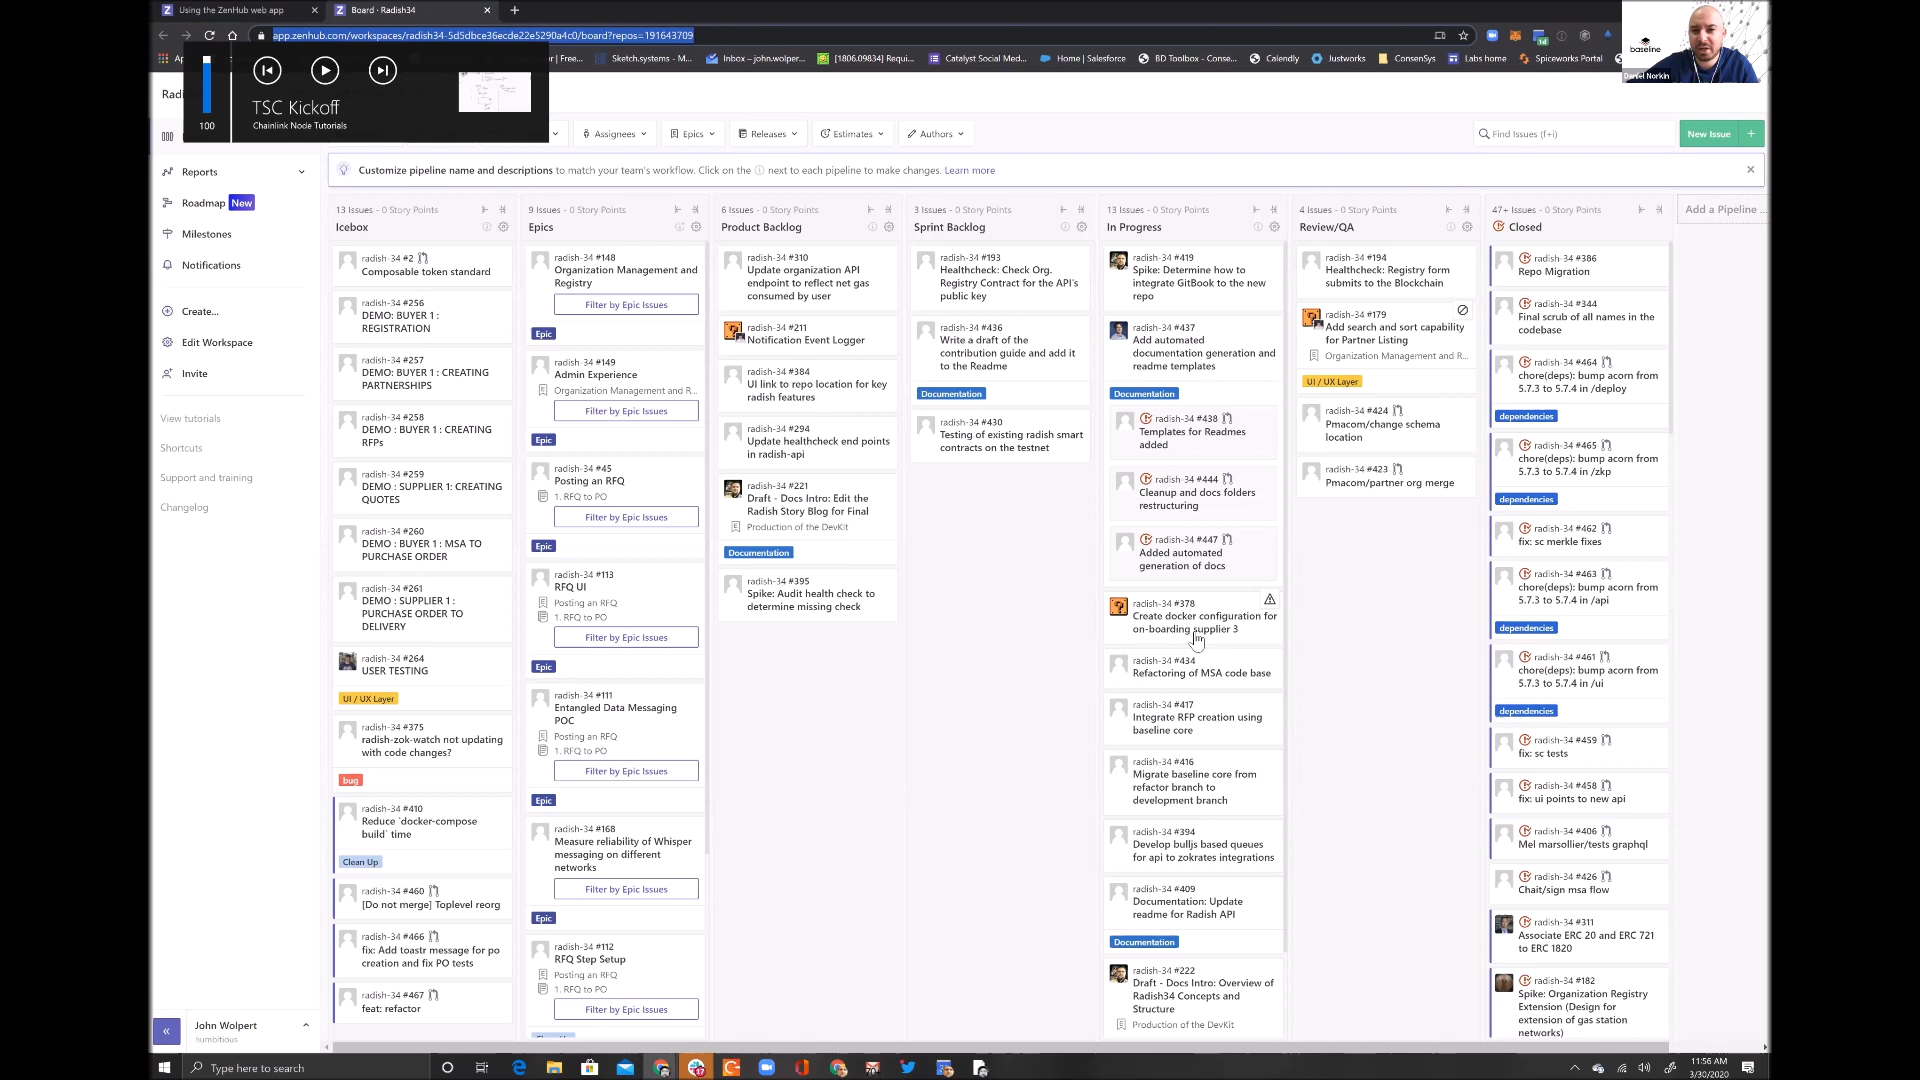 Using the ZenHub web app
Board · Radish34
app.zenhub.com/workspaces/radish34-5d5dbce36ecde22e5290a4c0/board?repos=191643709
Free...
Sketch.systems - M...
Inbox – john.wolper...
[1806.09834] Requi...
Catalyst Social Med...
Home | Salesforce
BD Toolbox - Conse...
Calendly
Justworks
ConsenSys
Labs home
Spiceworks Portal
baseline
Daniel Norkin
100
TSC Kickoff
Chainlink Node Tutorials
Assignees
Epics
Releases
Estimates
Authors
Find Issues (f+i)
New Issue
Customize pipeline name and descriptions to match your team's workflow. Click on the ⓘ next to each pipeline to make changes. Learn more
Reports
Roadmap New
Milestones
Notifications
Create...
Edit Workspace
Invite
View tutorials
Shortcuts
Support and training
Changelog
John Wolpert
humbitious
13 Issues - 0 Story Points
Icebox
radish-34 #2
Composable token standard
radish-34 #256
DEMO: BUYER 1 :
REGISTRATION
radish-34 #257
DEMO: BUYER 1 : CREATING
PARTNERSHIPS
radish-34 #258
DEMO : BUYER 1 : CREATING
RFPs
radish-34 #259
DEMO : SUPPLIER 1: CREATING
QUOTES
radish-34 #260
DEMO : BUYER 1 : MSA TO
PURCHASE ORDER
radish-34 #261
DEMO : SUPPLIER 1 :
PURCHASE ORDER TO
DELIVERY
radish-34 #264
USER TESTING
UI / UX Layer
radish-34 #375
radish-zok-watch not updating
with code changes?
bug
radish-34 #410
Reduce `docker-compose
build` time
Clean Up
radish-34 #460
[Do not merge] Toplevel reorg
radish-34 #466
fix: Add toastr message for po
creation and fix PO tests
radish-34 #467
feat: refactor
9 Issues - 0 Story Points
Epics
radish-34 #148
Organization Management and
Registry
Filter by Epic Issues
Epic
radish-34 #149
Admin Experience
Organization Management and R...
Filter by Epic Issues
Epic
radish-34 #45
Posting an RFQ
1. RFQ to PO
Filter by Epic Issues
Epic
radish-34 #113
RFQ UI
Posting an RFQ
1. RFQ to PO
Filter by Epic Issues
Epic
radish-34 #111
Entangled Data Messaging
POC
Posting an RFQ
1. RFQ to PO
Filter by Epic Issues
Epic
radish-34 #168
Measure reliability of Whisper
messaging on different
networks
Filter by Epic Issues
Epic
radish-34 #112
RFQ Step Setup
Posting an RFQ
1. RFQ to PO
Filter by Epic Issues
6 Issues - 0 Story Points
Product Backlog
radish-34 #310
Update organization API
endpoint to reflect net gas
consumed by user
radish-34 #211
Notification Event Logger
radish-34 #384
UI link to repo location for key
radish features
radish-34 #294
Update healthcheck end points
in radish-api
radish-34 #221
Draft - Docs Intro: Edit the
Radish Story Blog for Final
Production of the DevKit
Documentation
radish-34 #395
Spike: Audit health check to
determine missing check
3 Issues - 0 Story Points
Sprint Backlog
radish-34 #193
Healthcheck: Check Org.
Registry Contract for the API's
public key
radish-34 #436
Write a draft of the
contribution guide and add it
to the Readme
Documentation
radish-34 #430
Testing of existing radish smart
contracts on the testnet
13 Issues - 0 Story Points
In Progress
radish-34 #419
Spike: Determine how to
integrate GitBook to the new
repo
radish-34 #437
Add automated
documentation generation and
readme templates
Documentation
radish-34 #438
Templates for Readmes
added
radish-34 #444
Cleanup and docs folders
restructuring
radish-34 #447
Added automated
generation of docs
radish-34 #378
Create docker configuration for
on-boarding supplier 3
radish-34 #434
Refactoring of MSA code base
radish-34 #417
Integrate RFP creation using
baseline core
radish-34 #416
Migrate baseline core from
refactor branch to
development branch
radish-34 #394
Develop bulljs based queues
for api to zokrates integrations
radish-34 #409
Documentation: Update
readme for Radish API
Documentation
radish-34 #222
Draft - Docs Intro: Overview of
Radish34 Concepts and
Structure
Production of the DevKit
4 Issues - 0 Story Points
Review/QA
radish-34 #194
Healthcheck: Registry form
submits to the Blockchain
radish-34 #179
Add search and sort capability
for Partner Listing
Organization Management and R...
UI / UX Layer
radish-34 #424
Pmacom/change schema
location
radish-34 #423
Pmacom/partner org merge
47+ Issues - 0 Story Points
Closed
radish-34 #386
Repo Migration
radish-34 #344
Final scrub of all names in the
codebase
radish-34 #464
chore(deps): bump acorn from
5.7.3 to 5.7.4 in /deploy
dependencies
radish-34 #465
chore(deps): bump acorn from
5.7.3 to 5.7.4 in /zkp
dependencies
radish-34 #462
fix: sc merkle fixes
radish-34 #463
chore(deps): bump acorn from
5.7.3 to 5.7.4 in /api
dependencies
radish-34 #461
chore(deps): bump acorn from
5.7.3 to 5.7.4 in /ui
dependencies
radish-34 #459
fix: sc tests
radish-34 #458
fix: ui points to new api
radish-34 #406
Mel marsollier/tests graphql
radish-34 #426
Chait/sign msa flow
radish-34 #311
Associate ERC 20 and ERC 721
to ERC 1820
radish-34 #182
Spike: Organization Registry
Extension (Design for
extension of gas station
networks)
Add a Pipeline ...
Type here to search
11:56 AM
3/30/2020